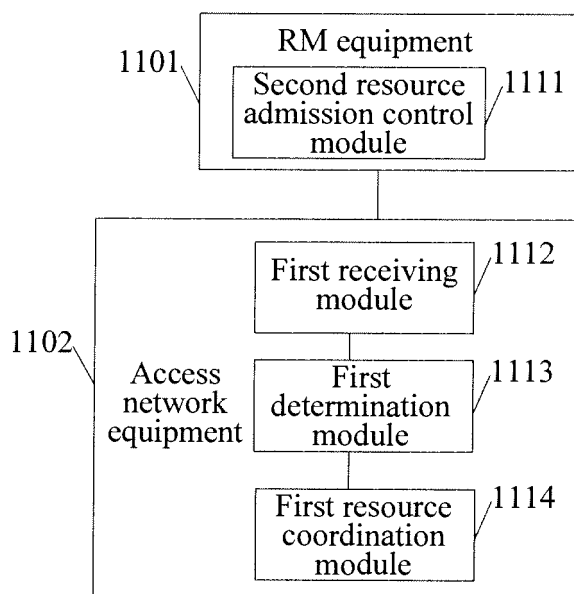 RM equipment
1101
Second resource
admission control
module
1111
First receiving
module
1112
1102
Access
network
equipment
First
determination
module
1113
First resource
coordination
module
1114